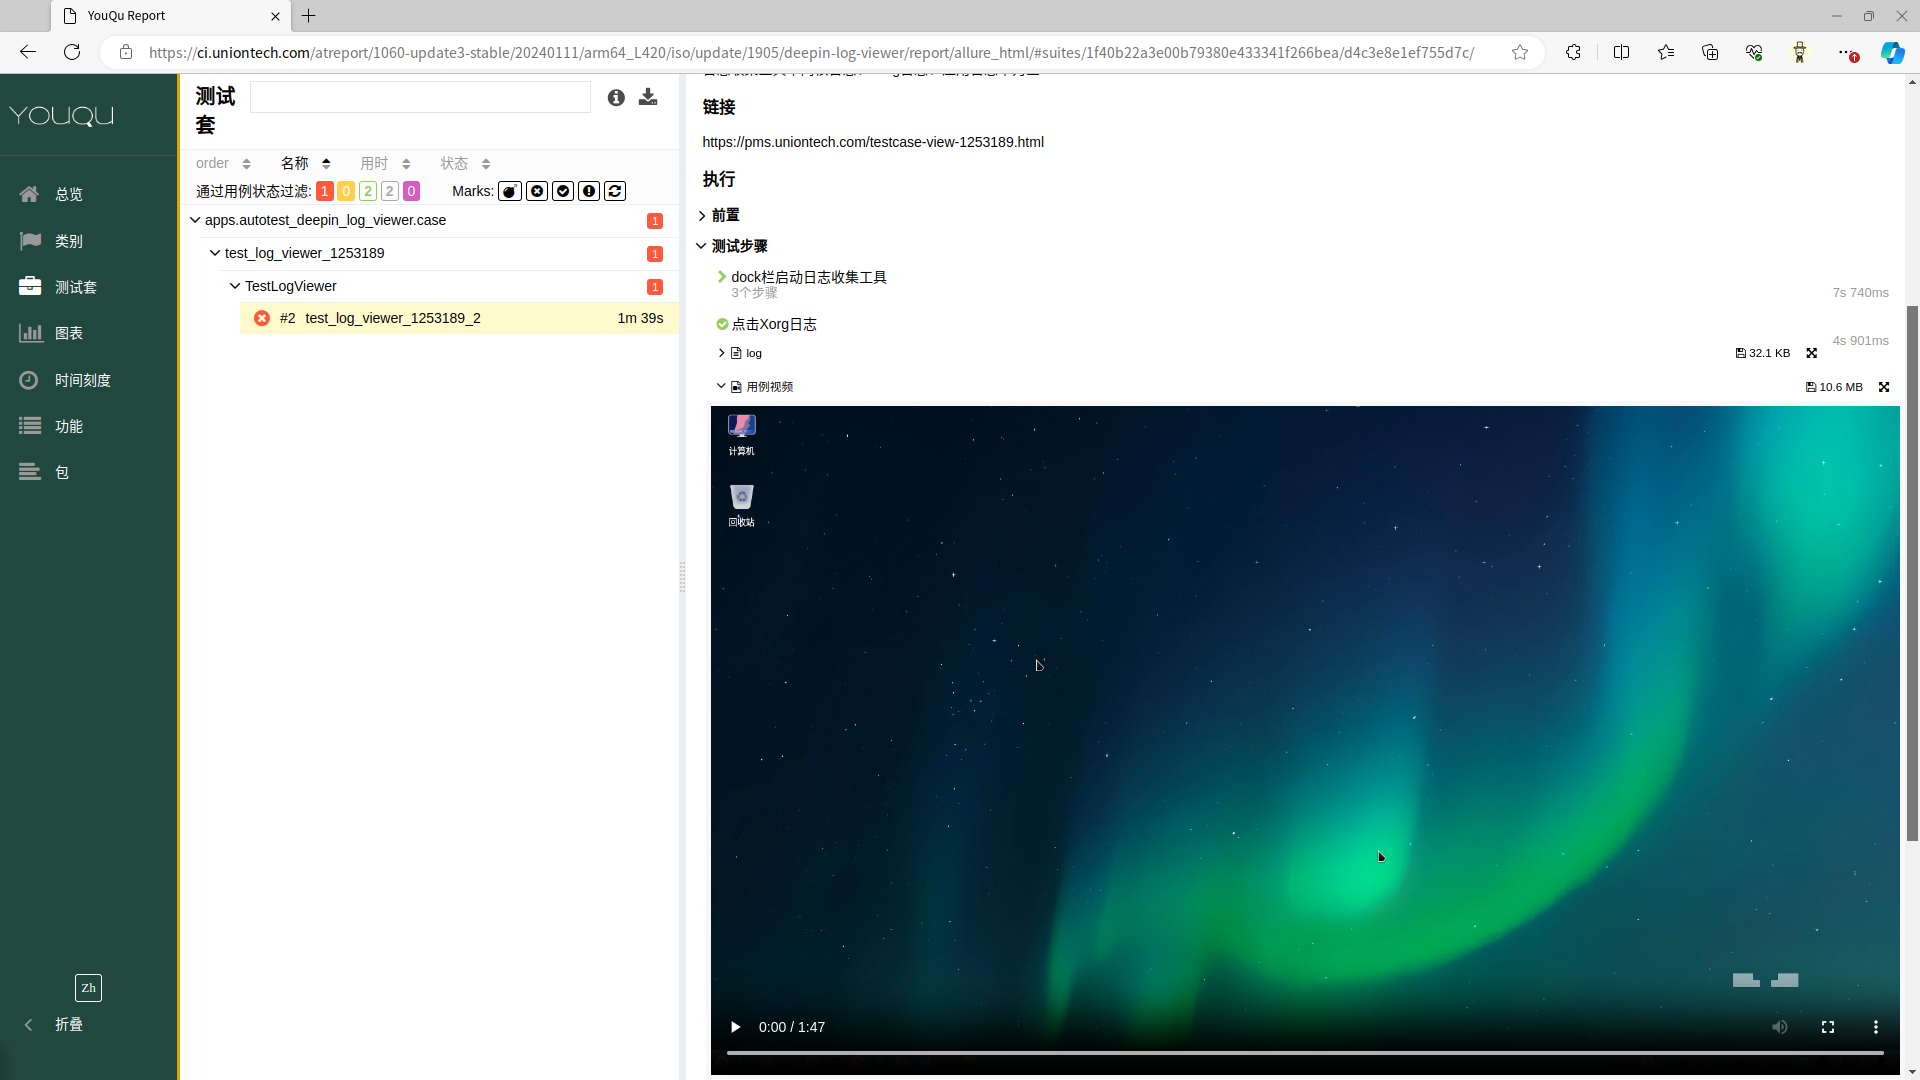 YouQu Report
https://ci.uniontech.com/atreport/1060-update3-stable/20240111/arm64_L420/iso/update/1905/deepin-log-viewer/report/allure_html/#suites/1f40b22a3e00b79380e433341f266bea/d4c3e8e1ef755d7c/
YOUQU
总览
类别
测试套
图表
时间刻度
功能
包
Zh
折叠
测试
套
order 名称 用时 状态
通过用例状态过滤: 1 0 2 2 0 Marks:
apps.autotest_deepin_log_viewer.case 1
test_log_viewer_1253189 1
TestLogViewer 1
#2 test_log_viewer_1253189_2 1m 39s
链接
https://pms.uniontech.com/testcase-view-1253189.html
执行
前置
测试步骤
dock栏启动日志收集工具
3个步骤 7s 740ms
点击Xorg日志
4s 901ms
log 32.1 KB
用例视频 10.6 MB
计算机
回收站
0:00 / 1:47